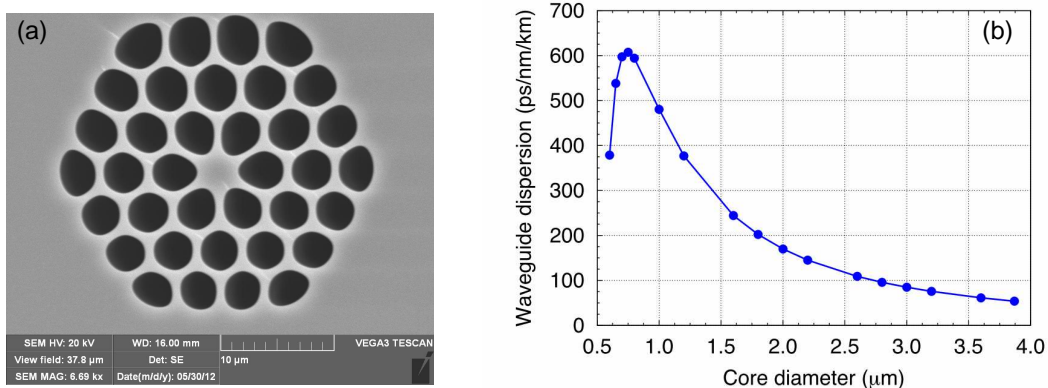 (a)
SEM HV: 20 kV WD: 16.00 mm VEGA3 TESCAN
View field: 37.8 µm Det: SE 10 µm
SEM MAG: 6.69 kx Date(m/d/y): 05/30/12
(b)
Waveguide dispersion (ps/nm/km)
700
600
500
400
300
200
100
0
0.5 1.0 1.5 2.0 2.5 3.0 3.5 4.0
Core diameter (µm)